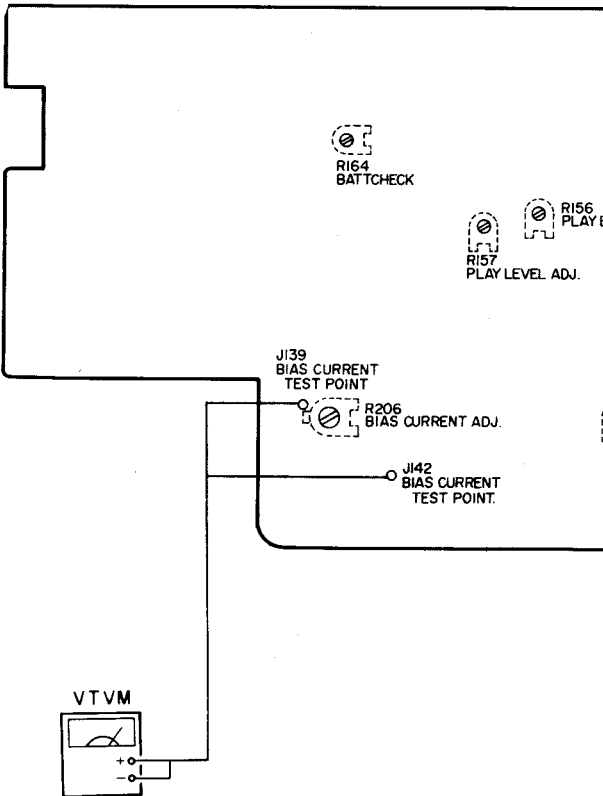 R164
BATTCHECK
R156
PLAY
R157
PLAY LEVEL ADJ.
J139
BIAS CURRENT
TEST POINT
R206
BIAS CURRENT ADJ.
J142
BIAS CURRENT
TEST POINT.
VTVM
+
−